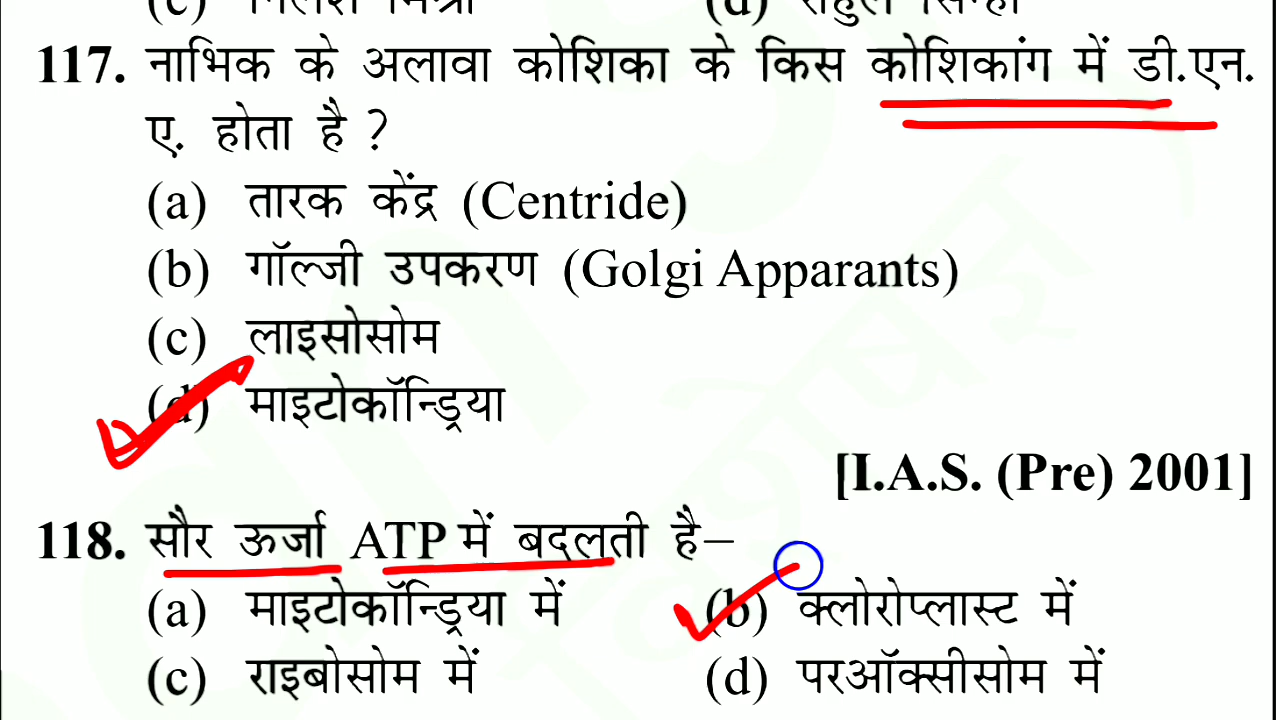 117. नाभिक के अलावा कोशिका के किस कोशिकांग में डी.एन.
ए. होता है ?
(a) तारक केंद्र (Centride)
(b) गॉल्जी उपकरण (Golgi Apparants)
(c) लाइसोसोम
(d) माइटोकॉन्ड्रिया
[I.A.S. (Pre) 2001]
118. सौर ऊर्जा ATP में बदलती है–
(a) माइटोकॉन्ड्रिया में (b) क्लोरोप्लास्ट में
(c) राइबोसोम में (d) परऑक्सीसोम में